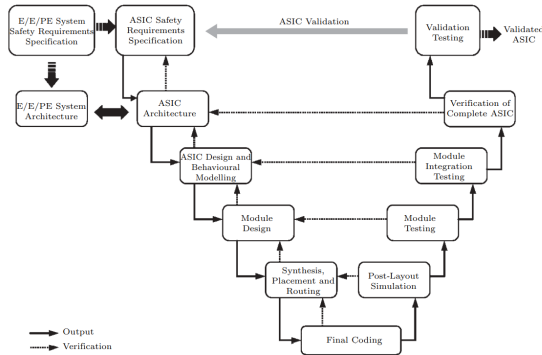 E/E/PE System
Safety Requirements
Specification
ASIC Safety
Requirements
Specification
ASIC Validation
Validation
Testing
Validated
ASIC
E/E/PE System
Architecture
ASIC
Architecture
Verification of
Complete ASIC
ASIC Design and
Behavioural
Modelling
Module
Integration
Testing
Module
Design
Module
Testing
Synthesis,
Placement and
Routing
Post-Layout
Simulation
Final Coding
Output
Verification